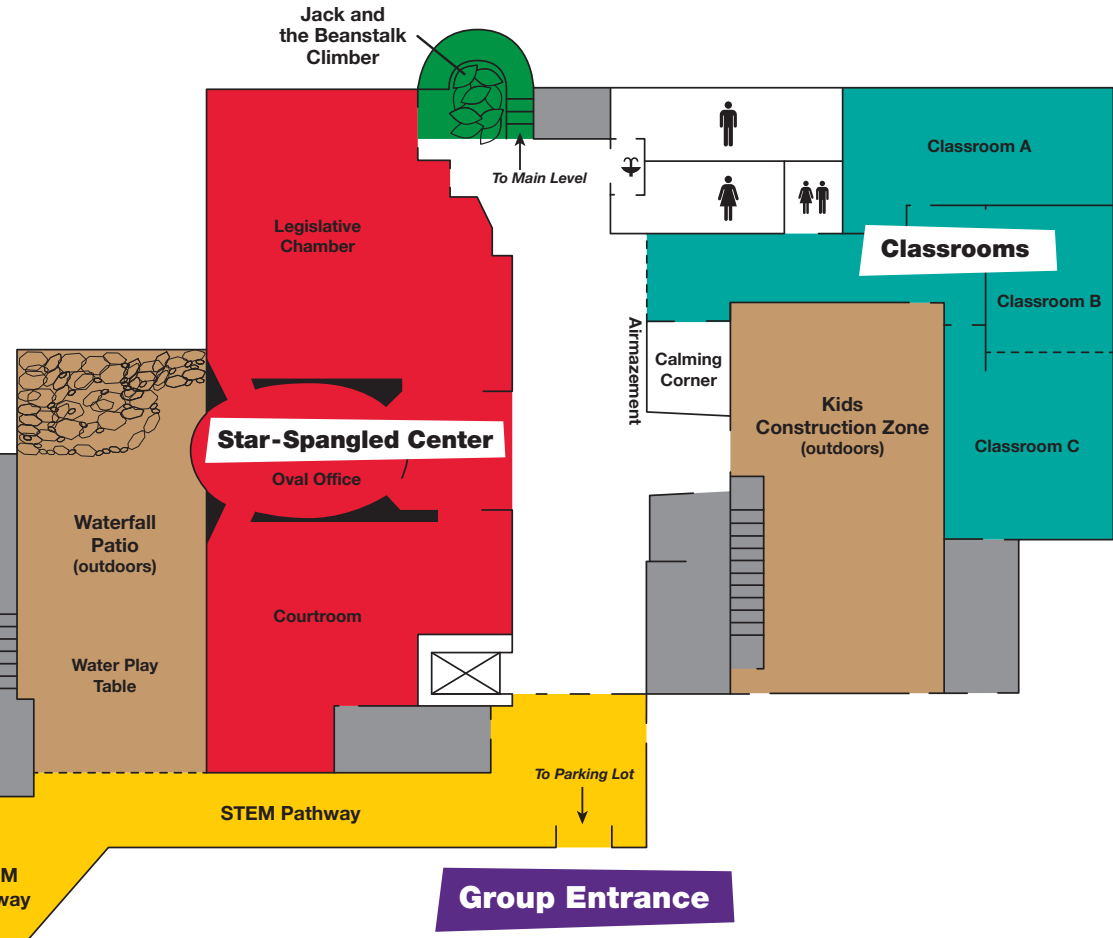 Jack and
the Beanstalk
Climber
To Main Level
Classroom A
Legislative
Chamber
Classrooms
Classroom B
Airmazement
Calming
Corner
Kids
Construction Zone
(outdoors)
Star-Spangled Center
Classroom C
Oval Office
Waterfall
Patio
(outdoors)
Courtroom
Water Play
Table
To Parking Lot
STEM Pathway
M
way
Group Entrance